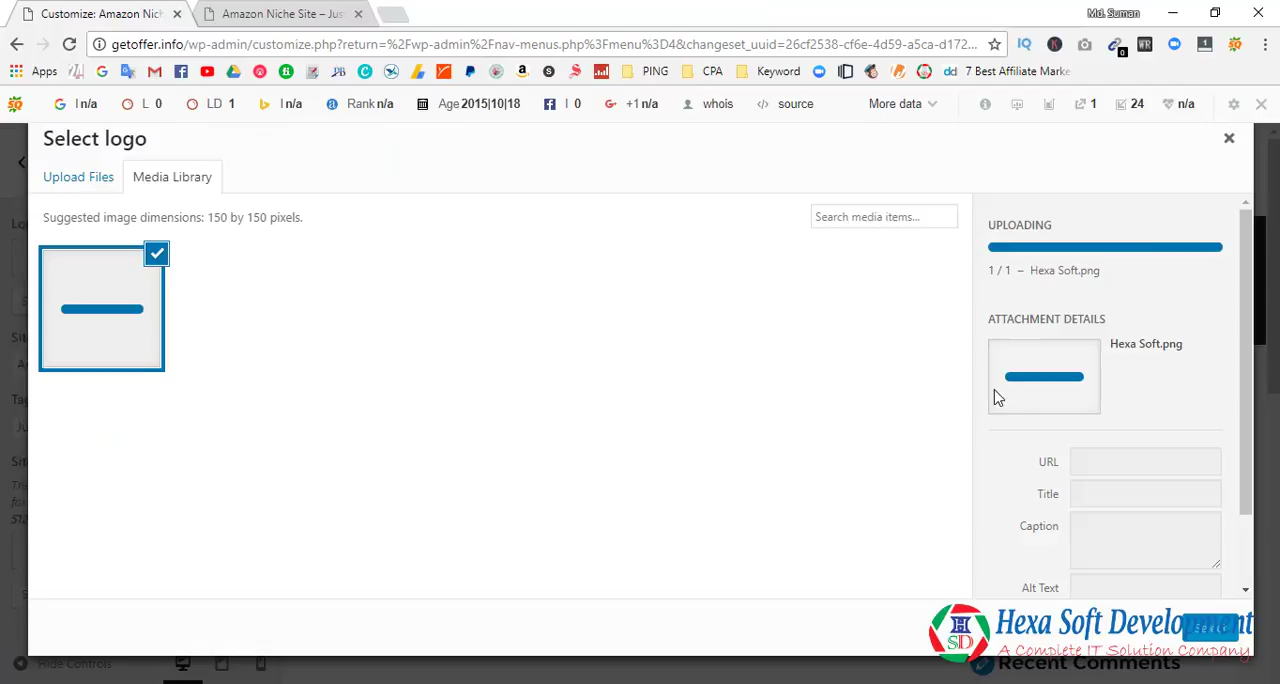 Customize: Amazon Nich
Amazon Niche Site – Just
Md. Suman
getoffer.info/wp-admin/customize.php?return=%2Fwp-admin%2Fnav-menus.php%3Fmenu%3D4&changeset_uuid=26cf2538-cf6e-4d59-a5ca-d172...
Apps
PING
CPA
Keyword
7 Best Affiliate Marke
I n/a
L 0
LD 1
I n/a
Rank n/a
Age 2015|10|18
I 0
+1 n/a
whois
source
More data
1
24
n/a
Select logo
Upload Files
Media Library
Suggested image dimensions: 150 by 150 pixels.
Search media items...
UPLOADING
1 / 1 – Hexa Soft.png
ATTACHMENT DETAILS
Hexa Soft.png
URL
Title
Caption
Alt Text
Hexa Soft Development
A Complete IT Solution Company
HSD
Hide Controls
Recent Comments